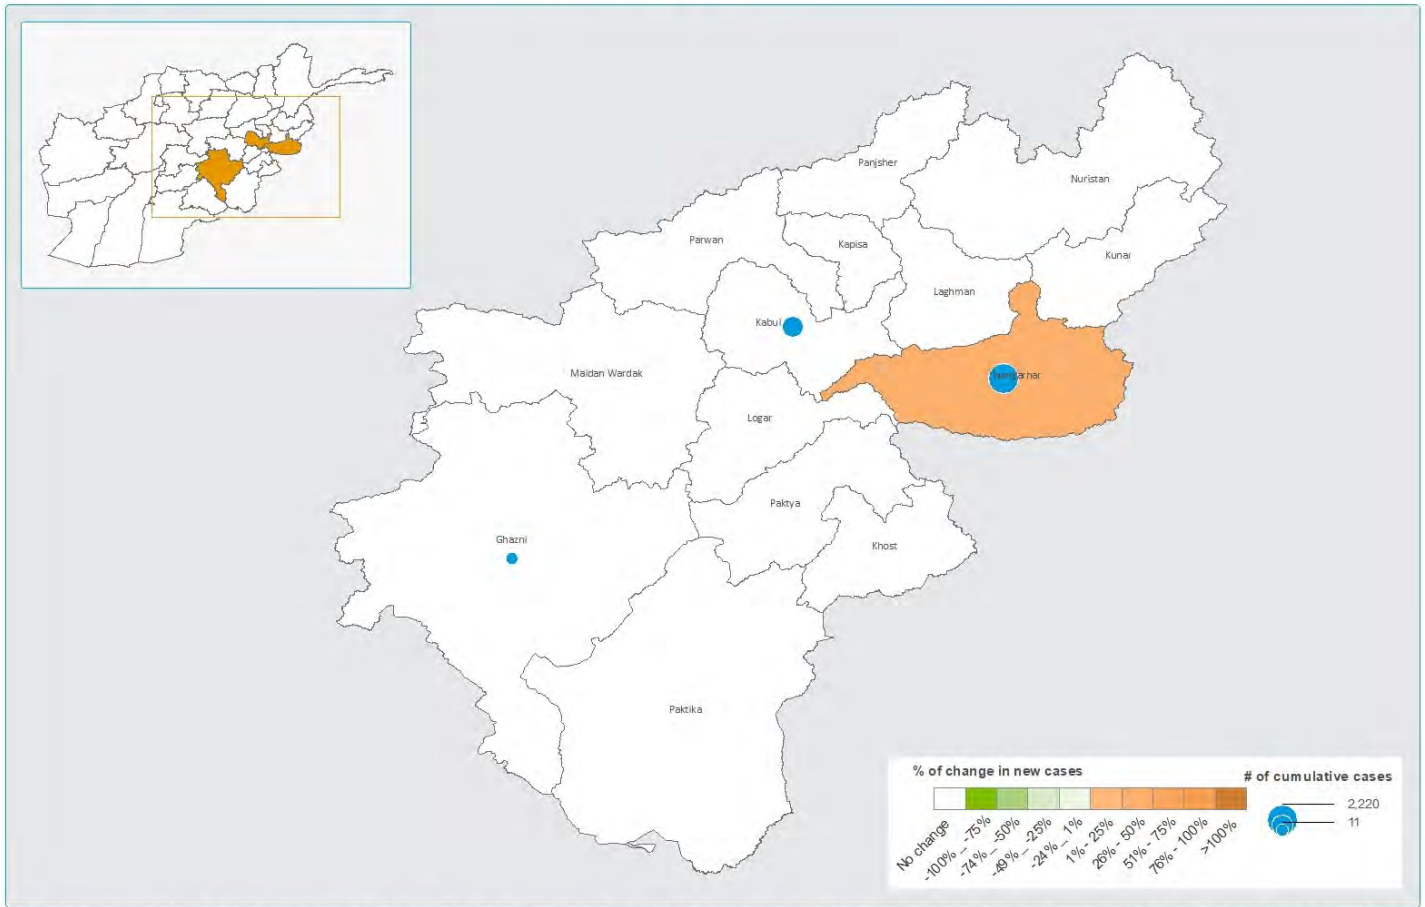 Panjsher
Nuristan
Parwan
Kapisa
Kunar
Laghman
Kabul
Maidan Wardak
Logar
Paktya
Ghazni
Khost
Paktika
% of change in new cases
No change
-100% _ -75%
-74% _ -50%
-49% _ -25%
-24% _ 1%
1% - 25%
26% - 50%
51% - 75%
76% - 100%
>100%
# of cumulative cases
2,220
11